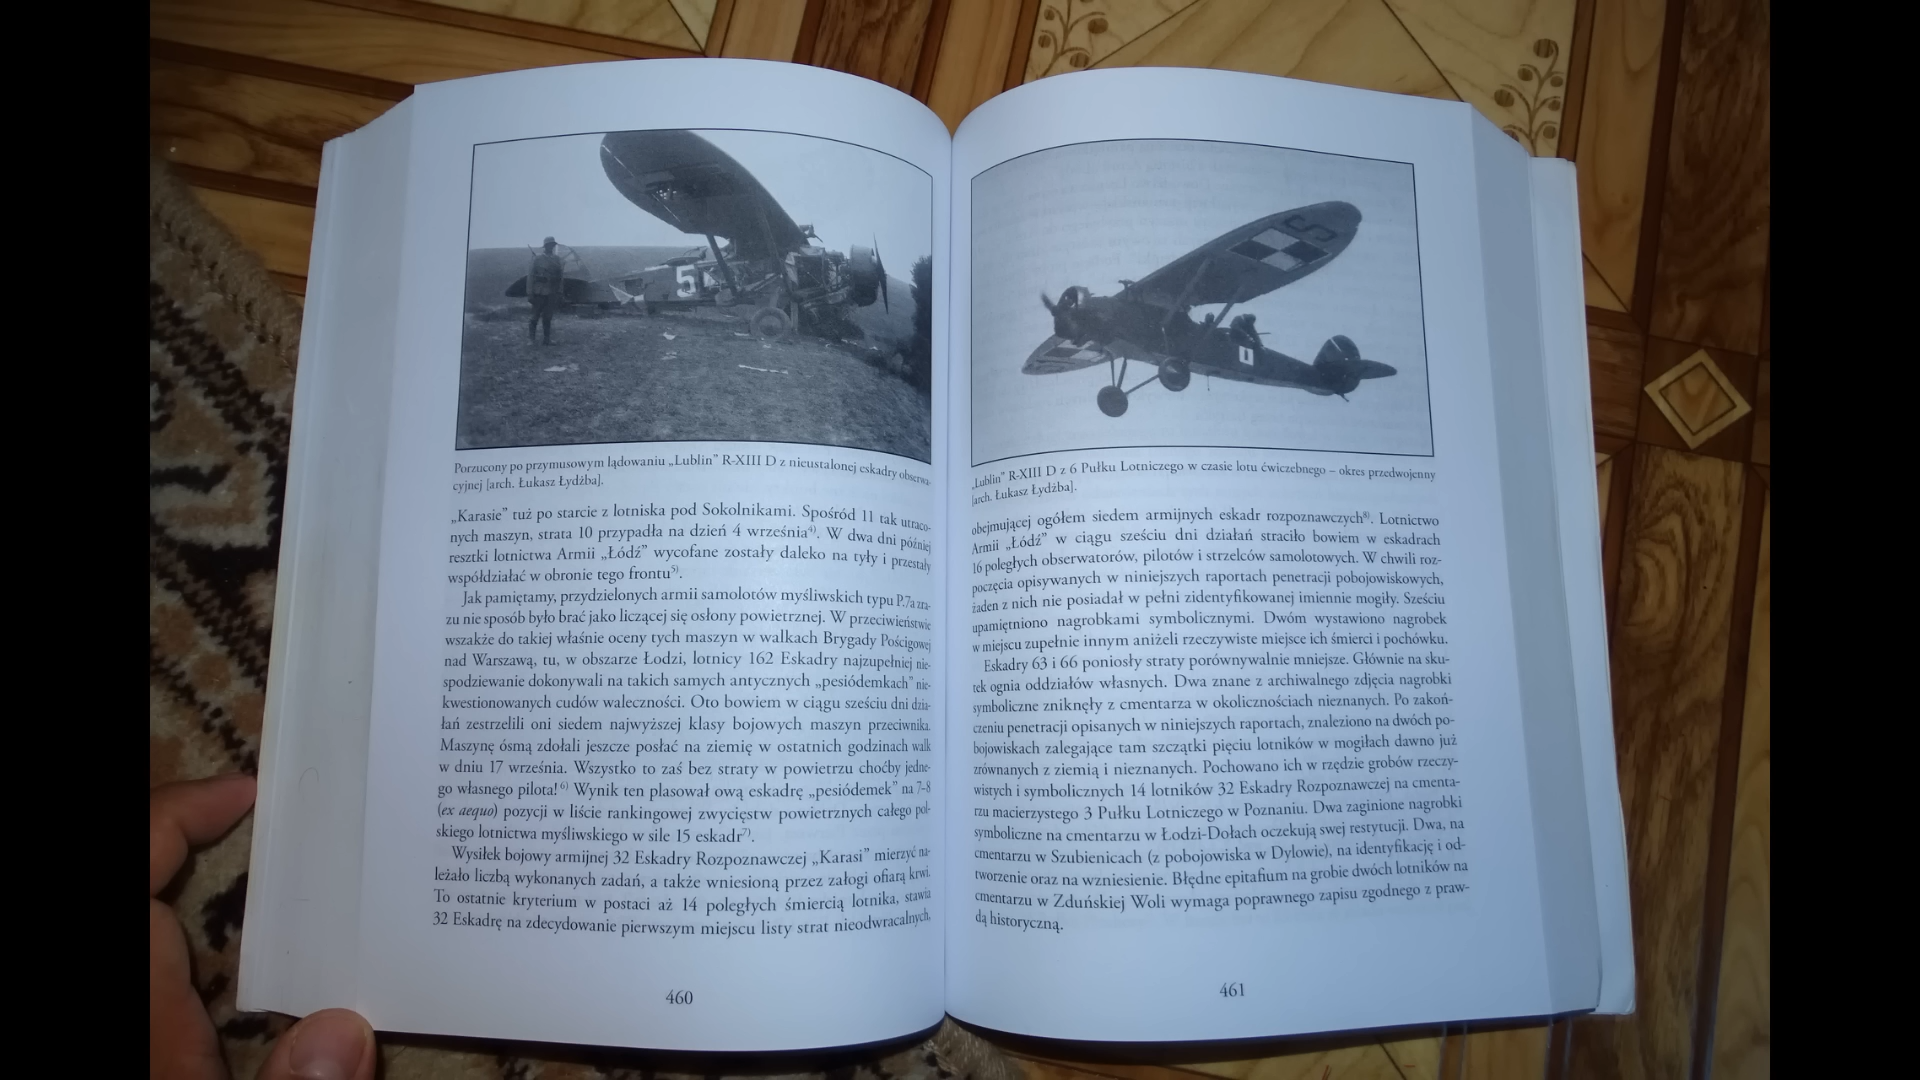 5
S
Porzucony po przymusowym lądowaniu „Lublin” R-XIII D z nieustalonej eskadry obserwa-
cyjnej [arch. Łukasz Łydżba].
„Karasie” tuż po starcie z lotniska pod Sokolnikami. Spośród 11 tak utraco-
nych maszyn, strata 10 przypadła na dzień 4 września⁴⁾. W dwa dni później
resztki lotnictwa Armii „Łódź” wycofane zostały daleko na tyły i przestały
współdziałać w obronie tego frontu⁵⁾.
Jak pamiętamy, przydzielonych armii samolotów myśliwskich typu P.7a zra-
zu nie sposób było brać jako liczącej się osłony powietrznej. W przeciwieństwie
wszakże do takiej właśnie oceny tych maszyn w walkach Brygady Pościgowej
nad Warszawą, tu, w obszarze Łodzi, lotnicy 162 Eskadry najzupełniej nie-
spodziewanie dokonywali na takich samych antycznych „pesiódemkach” nie-
kwestionowanych cudów waleczności. Oto bowiem w ciągu sześciu dni dzia-
łań zestrzelili oni siedem najwyższej klasy bojowych maszyn przeciwnika.
Maszynę ósmą zdołali jeszcze posłać na ziemię w ostatnich godzinach walk
w dniu 17 września. Wszystko to zaś bez straty w powietrzu choćby jedne-
go własnego pilota!⁶⁾ Wynik ten plasował ową eskadrę „pesiódemek” na 7-8
(ex aequo) pozycji w liście rankingowej zwycięstw powietrznych całego pol-
skiego lotnictwa myśliwskiego w sile 15 eskadr⁷⁾.
Wysiłek bojowy armijnej 32 Eskadry Rozpoznawczej „Karasi” mierzyć na-
leżało liczbą wykonanych zadań, a także wniesioną przez załogi ofiarą krwi.
To ostatnie kryterium w postaci aż 14 poległych śmiercią lotnika, stawia
32 Eskadrę na zdecydowanie pierwszym miejscu listy strat nieodwracalnych,
460
„Lublin” R-XIII D z 6 Pułku Lotniczego w czasie lotu ćwiczebnego – okres przedwojenny
[arch. Łukasz Łydżba].
obejmującej ogółem siedem armijnych eskadr rozpoznawczych⁸⁾. Lotnictwo
Armii „Łódź” w ciągu sześciu dni działań straciło bowiem w eskadrach
16 poległych obserwatorów, pilotów i strzelców samolotowych. W chwili roz-
poczęcia opisywanych w niniejszych raportach penetracji pobojowiskowych,
żaden z nich nie posiadał w pełni zidentyfikowanej imiennie mogiły. Sześciu
upamiętniono nagrobkami symbolicznymi. Dwóm wystawiono nagrobek
w miejscu zupełnie innym aniżeli rzeczywiste miejsce ich śmierci i pochówku.
Eskadry 63 i 66 poniosły straty porównywalnie mniejsze. Głównie na sku-
tek ognia oddziałów własnych. Dwa znane z archiwalnego zdjęcia nagrobki
symboliczne zniknęły z cmentarza w okolicznościach nieznanych. Po zakoń-
czeniu penetracji opisanych w niniejszych raportach, znaleziono na dwóch po-
bojowiskach zalegające tam szczątki pięciu lotników w mogiłach dawno już
zrównanych z ziemią i nieznanych. Pochowano ich w rzędzie grobów rzeczy-
wistych i symbolicznych 14 lotników 32 Eskadry Rozpoznawczej na cmenta-
rzu macierzystego 3 Pułku Lotniczego w Poznaniu. Dwa zaginione nagrobki
symboliczne na cmentarzu w Łodzi-Dołach oczekują swej restytucji. Dwa, na
cmentarzu w Szubienicach (z pobojowiska w Dylowie), na identyfikację i od-
tworzenie oraz na wzniesienie. Błędne epitafium na grobie dwóch lotników na
cmentarzu w Zduńskiej Woli wymaga poprawnego zapisu zgodnego z praw-
dą historyczną.
461